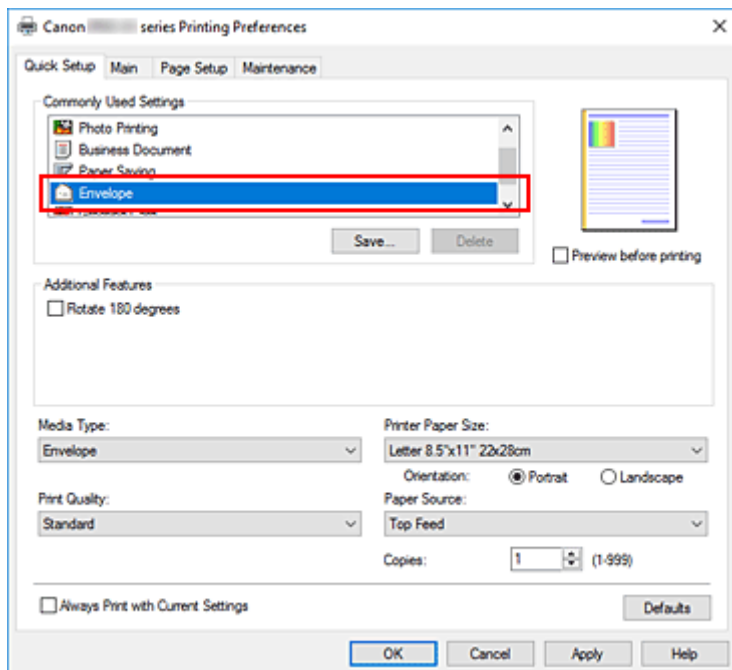 Canon series Printing Preferences
Quick Setup Main Page Setup Maintenance
Commonly Used Settings
Photo Printing
Business Document
Paper Saving
Envelope
Save... Delete
Preview before printing
Additional Features
Rotate 180 degrees
Media Type: Printer Paper Size:
Envelope Letter 8.5"x11" 22x28cm
Orientation: Portrait Landscape
Print Quality: Paper Source:
Standard Top Feed
Copies: 1 (1-999)
Always Print with Current Settings Defaults
OK Cancel Apply Help